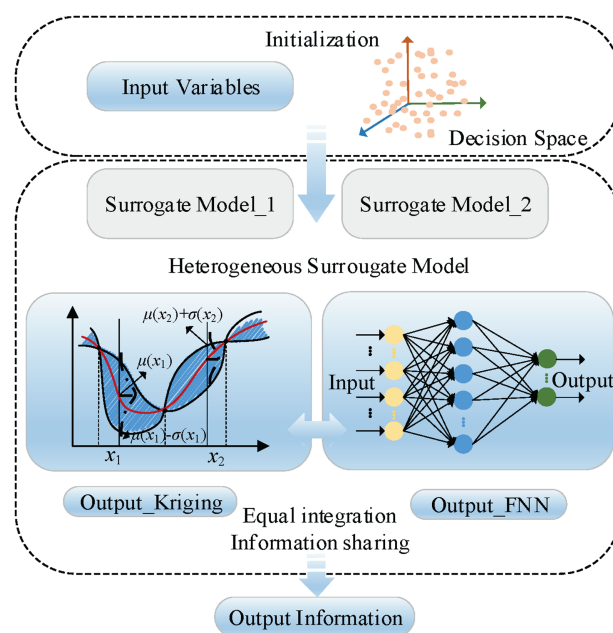 Initialization
Input Variables
Decision Space
Surrogate Model_1
Surrogate Model_2
Heterogeneous Surrougate Model
μ(x₂)+σ(x₂)
μ(x₁)
μ(x₁)-σ(x₁)
x₁
x₂
Input
Output
Output_Kriging
Output_FNN
Equal integration
Information sharing
Output Information